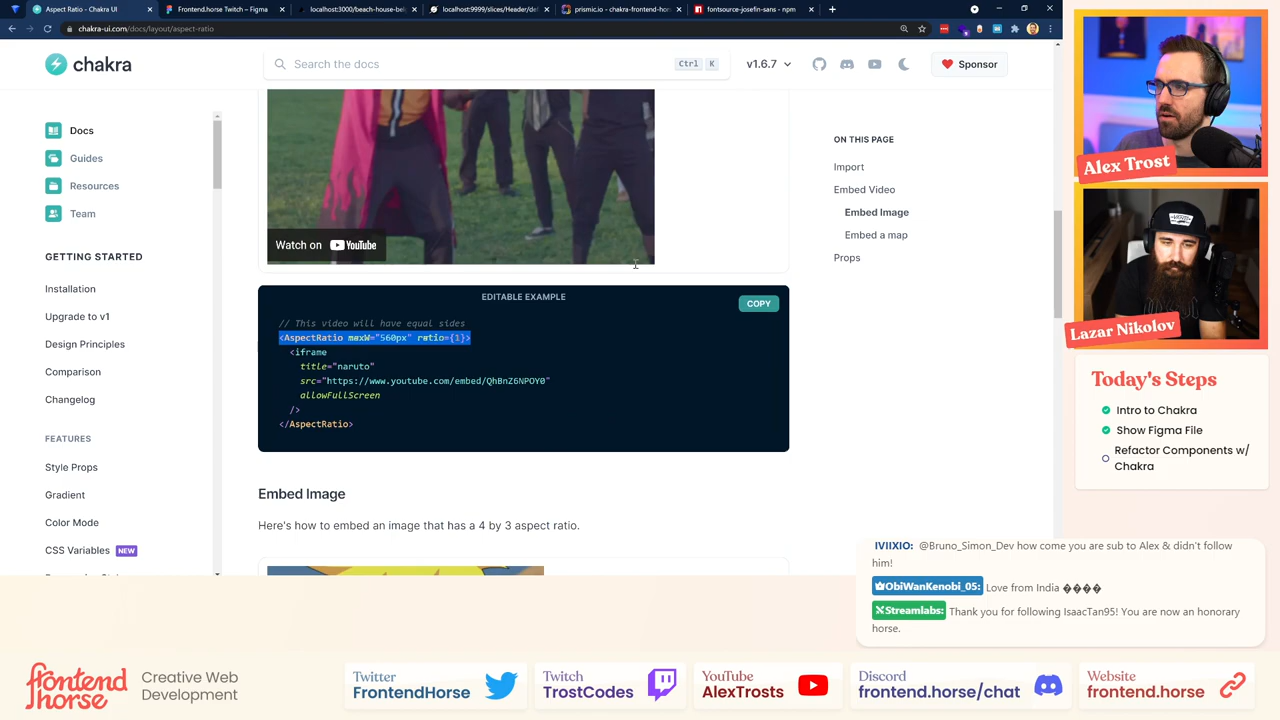 Aspect Ratio - Chakra UI
Frontend.horse Twitch – Figma
localhost:3000/beach-house-bel
localhost:9999/slices/Header/de
prismic.io - chakra-frontend-hor
fontsource-josefin-sans - npm
chakra-ui.com/docs/layout/aspect-ratio
chakra
Search the docs
Ctrl K
v1.6.7
Sponsor
Docs
Guides
Resources
Team
GETTING STARTED
Installation
Upgrade to v1
Design Principles
Comparison
Changelog
FEATURES
Style Props
Gradient
Color Mode
CSS Variables NEW
Watch on YouTube
EDITABLE EXAMPLE
COPY
// This video will have equal sides
<AspectRatio maxW="560px" ratio={1}>
<iframe
title="naruto"
src="https://www.youtube.com/embed/QhBnZ6NPOY0"
allowFullScreen
/>
</AspectRatio>
Embed Image
Here's how to embed an image that has a 4 by 3 aspect ratio.
ON THIS PAGE
Import
Embed Video
Embed Image
Embed a map
Props
Alex Trost
VANS
Lazar Nikolov
Today's Steps
Intro to Chakra
Show Figma File
Refactor Components w/
Chakra
IVIIXIO: @Bruno_Simon_Dev how come you are sub to Alex & didn't follow
him!
ObiWanKenobi_05: Love from India ����
Streamlabs: Thank you for following IsaacTan95! You are now an honorary
horse.
frontend
horse
Creative Web
Development
Twitter
FrontendHorse
Twitch
TrostCodes
YouTube
AlexTrosts
Discord
frontend.horse/chat
Website
frontend.horse